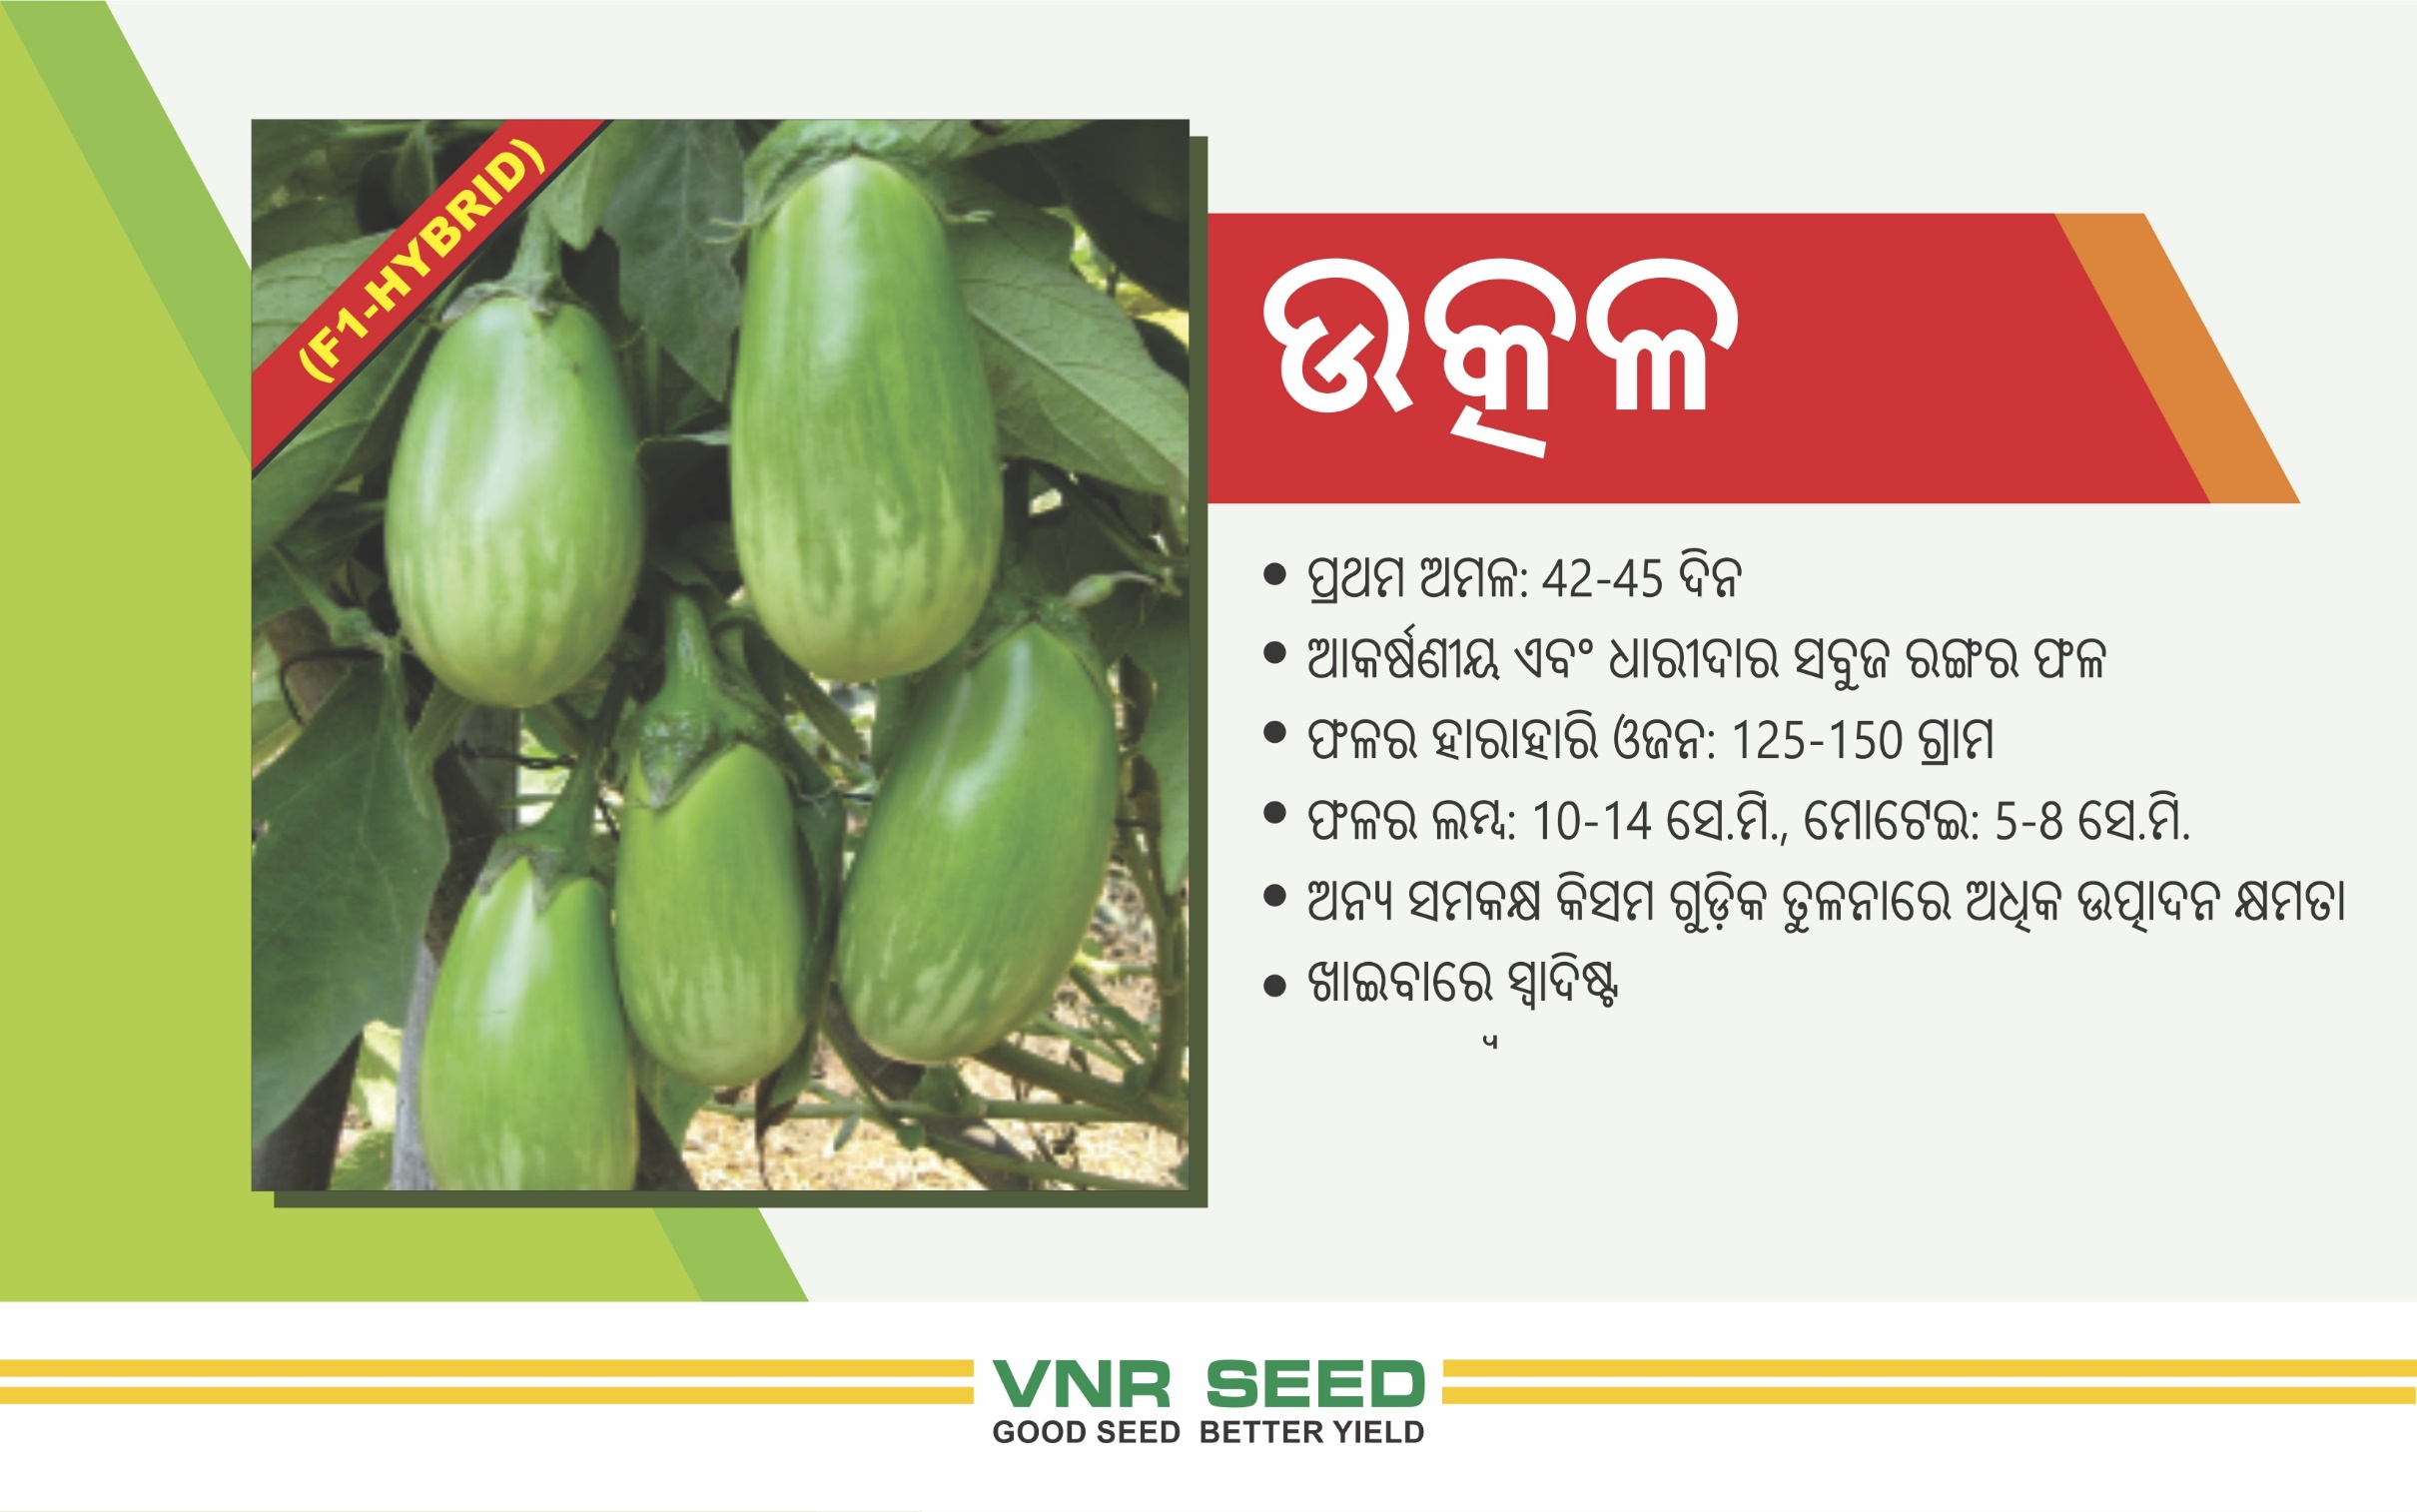 (F1-HYBRID)
ଉତ୍କଳ
• ପ୍ରଥମ ଅମଳ: 42-45 ଦିନ
• ଆକର୍ଷଣୀୟ ଏବଂ ଧାରୀଦାର ସବୁଜ ରଙ୍ଗର ଫଳ
• ଫଳର ହାରାହାରି ଓଜନ: 125-150 ଗ୍ରାମ
• ଫଳର ଲମ୍ବ: 10-14 ସେ.ମି., ମୋଟେଇ: 5-8 ସେ.ମି.
• ଅନ୍ୟ ସମକକ୍ଷ କିସମ ଗୁଡ଼ିକ ତୁଳନାରେ ଅଧିକ ଉତ୍ପାଦନ କ୍ଷମତା
• ଖାଇବାରେ ସ୍ଵାଦିଷ୍ଟ
VNR SEED
GOOD SEED BETTER YIELD